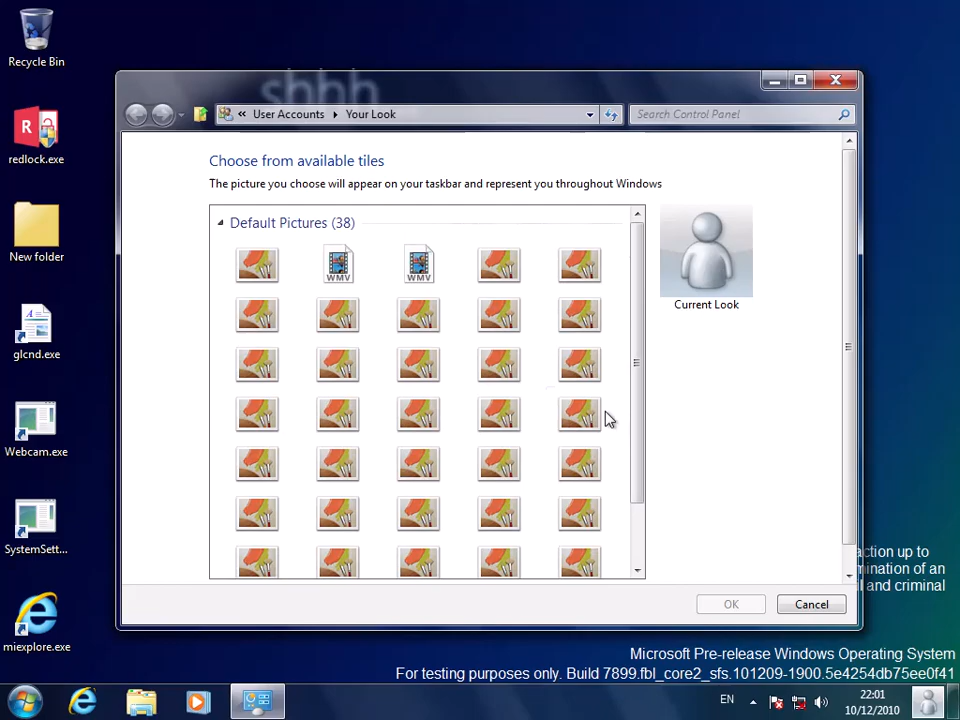 Recycle Bin
redlock.exe
New folder
glcnd.exe
Webcam.exe
SystemSett...
miexplore.exe
shhh
« User Accounts Your Look
Search Control Panel
Choose from available tiles
The picture you choose will appear on your taskbar and represent you throughout Windows
Default Pictures (38)
WMV
WMV
Current Look
OK
Cancel
action up to
mination of an
il and criminal
Microsoft Pre-release Windows Operating System
For testing purposes only. Build 7899.fbl_core2_sfs.101209-1900.5e4254db75ee0f41
EN
22:01
10/12/2010